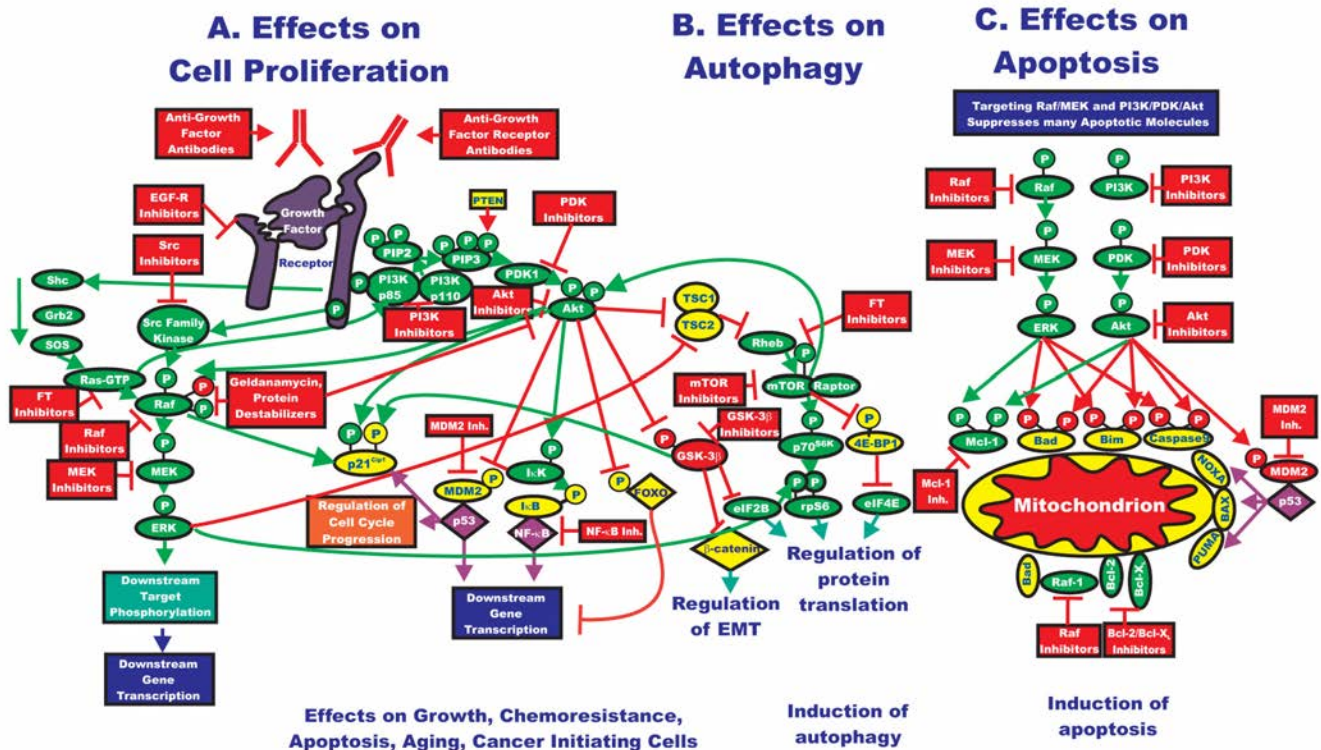 A. Effects on
Cell Proliferation
B. Effects on
Autophagy
C. Effects on
Apoptosis
Anti-Growth
Factor
Antibodies
Anti-Growth
Factor Receptor
Antibodies
EGF-R
Inhibitors
Growth
Factor
Receptor
Src
Inhibitors
PTEN
PDK
Inhibitors
P
P
PIP2
P
P
P
PIP3
PDK1
Shc
Grb2
SOS
P
PI3K
p85
PI3K
p110
P
PI3K
Inhibitors
Akt
Inhibitors
P
P
Akt
Src Family
Kinase
Ras-GTP
FT
Inhibitors
P
P
P
Raf
Geldanamycin,
Protein
Destabilizers
Raf
Inhibitors
MEK
Inhibitors
P
MEK
P
ERK
Downstream
Target
Phosphorylation
Downstream
Gene
Transcription
P
P
p21Cip1
Regulation of
Cell Cycle
Progression
MDM2 Inh.
P
MDM2
p53
P
IκK
P
IκB
NF-κB
NF-κB Inh.
P
FOXO
Downstream
Gene
Transcription
TSC1
TSC2
Rheb
FT
Inhibitors
mTOR
Inhibitors
P
mTOR
Raptor
GSK-3β
Inhibitors
P
GSK-3β
P
p70S6K
P
4E-BP1
eIF2B
P
P
rpS6
eIF4E
β-catenin
Regulation
of EMT
Regulation of
protein
translation
Effects on Growth, Chemoresistance,
Apoptosis, Aging, Cancer Initiating Cells
Induction of
autophagy
Targeting Raf/MEK and PI3K/PDK/Akt
Suppresses many Apoptotic Molecules
Raf
Inhibitors
P
Raf
P
PI3K
PI3K
Inhibitors
MEK
Inhibitors
P
MEK
P
PDK
PDK
Inhibitors
P
ERK
P
Akt
Akt
Inhibitors
P
P
Mcl-1
P
P
Bad
P
P
Bim
P
P
Caspase9
MDM2
Inh.
P
MDM2
p53
Mcl-1
Inh.
Mitochondrion
NOXA
BAX
PUMA
Bad
Raf-1
Bcl-2
Bcl-XL
Raf
Inhibitors
Bcl-2/Bcl-XL
Inhibitors
Induction of
apoptosis